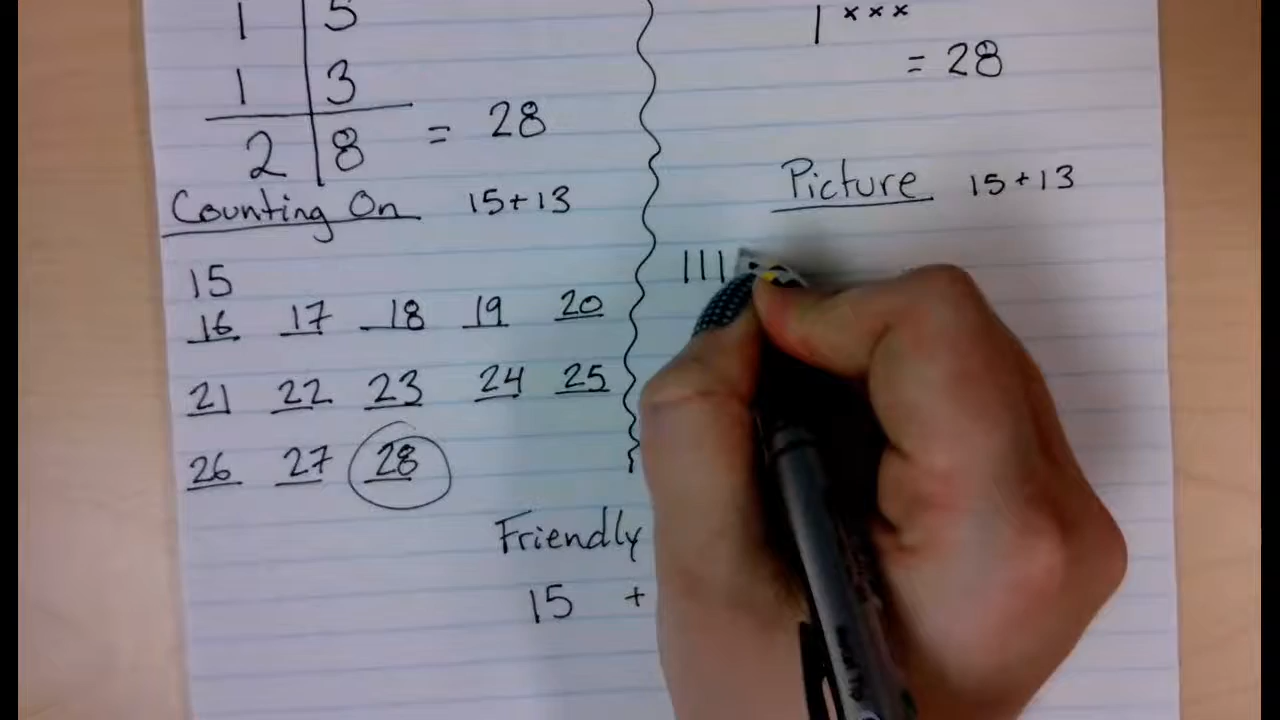 1 | 5
1 | 3
2 | 8 = 28
Counting On 15+13
15
16 17 18 19 20
21 22 23 24 25
26 27 28
1 x x x
= 28
Picture 15+13
111
Friendly
15 +